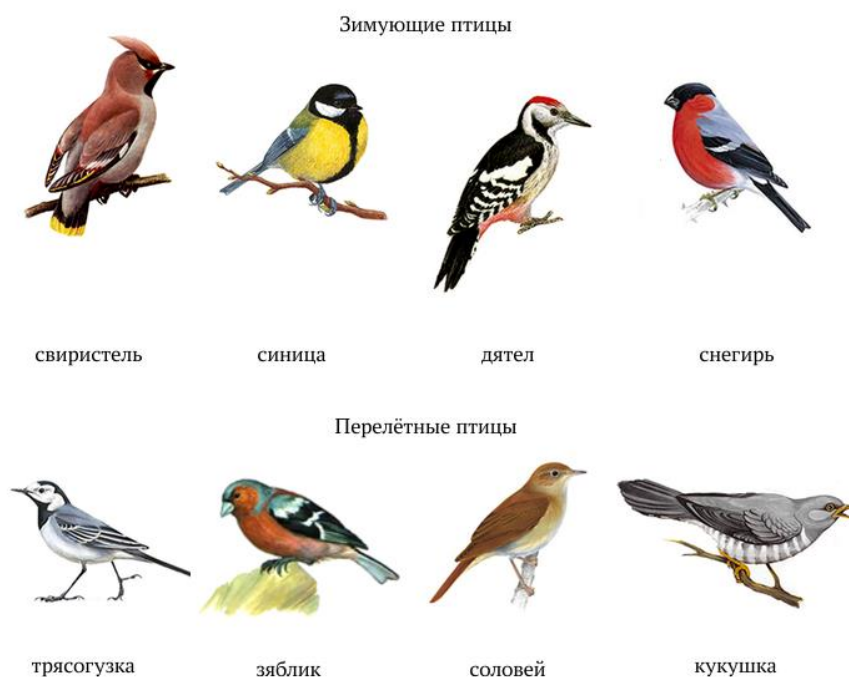 Зимующие птицы
свиристель синица дятел снегирь
Перелётные птицы
трясогузка зяблик соловей кукушка